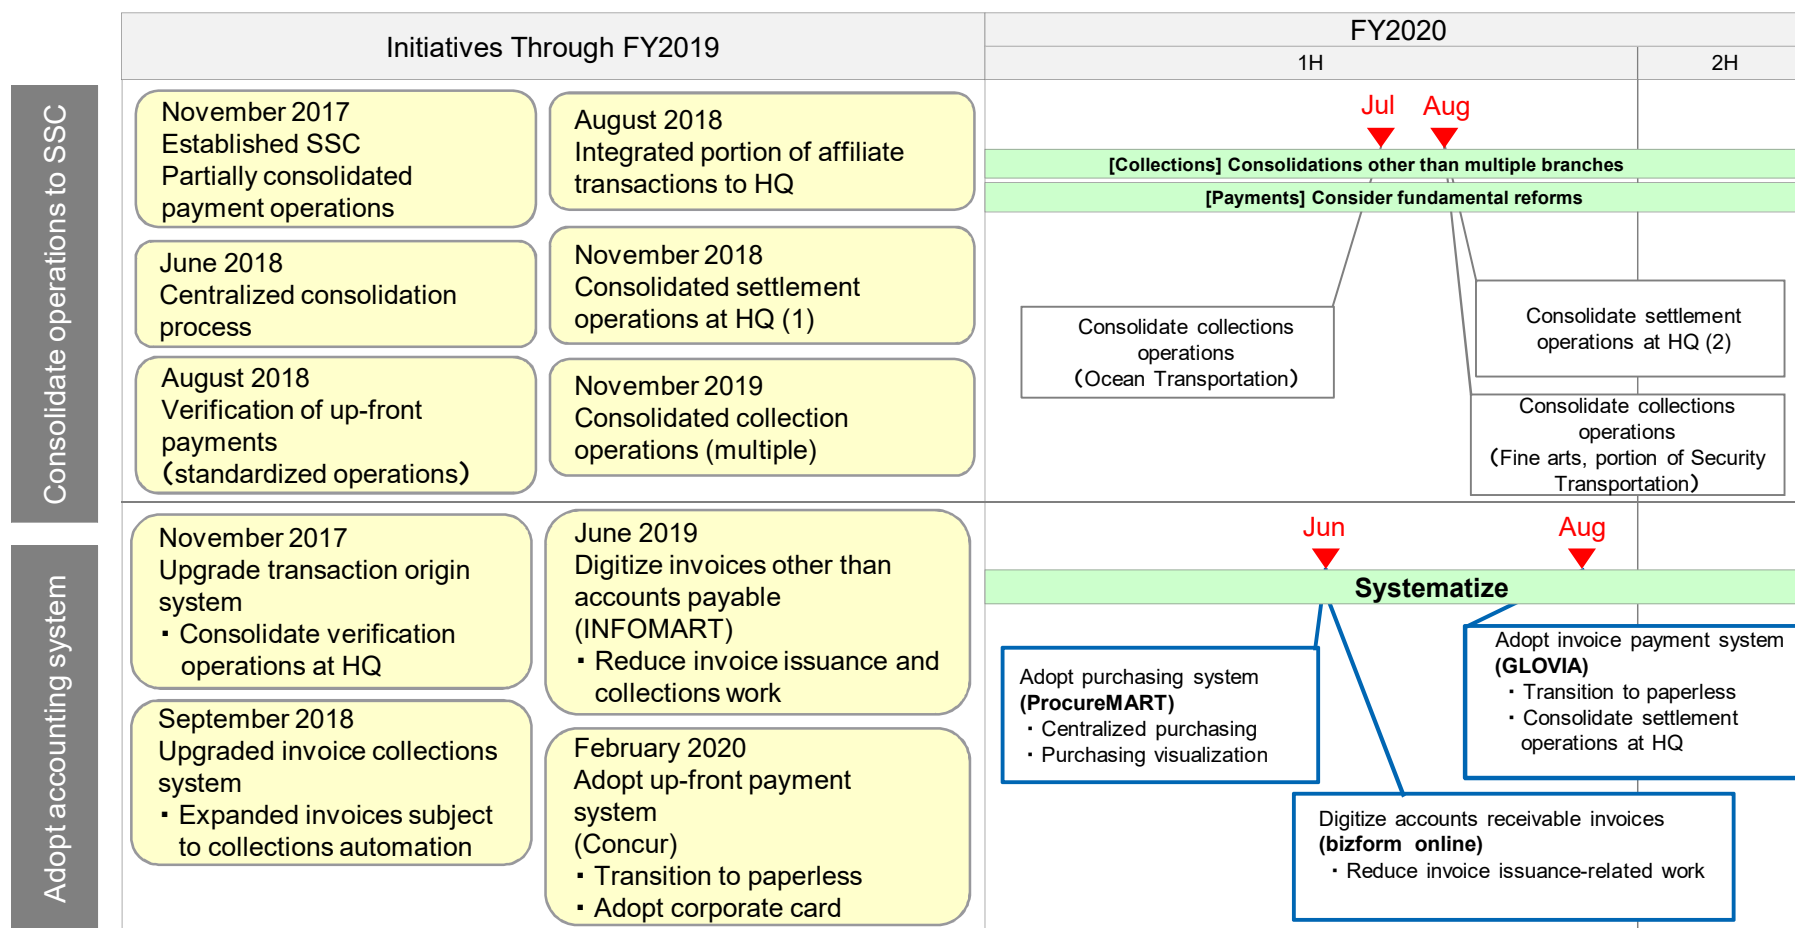 Initiatives Through FY2019
FY2020
1H
2H
Consolidate operations to SSC
November 2017
Established SSC
Partially consolidated
payment operations
June 2018
Centralized consolidation
process
August 2018
Verification of up-front
payments
(standardized operations)
August 2018
Integrated portion of affiliate
transactions to HQ
November 2018
Consolidated settlement
operations at HQ (1)
November 2019
Consolidated collection
operations (multiple)
Jul
Aug
[Collections] Consolidations other than multiple branches
[Payments] Consider fundamental reforms
Consolidate collections
operations
(Ocean Transportation)
Consolidate settlement
operations at HQ (2)
Consolidate collections
operations
(Fine arts, portion of Security
Transportation)
Adopt accounting system
November 2017
Upgrade transaction origin
system
・Consolidate verification
operations at HQ
September 2018
Upgraded invoice collections
system
・Expanded invoices subject
to collections automation
June 2019
Digitize invoices other than
accounts payable
(INFOMART)
・Reduce invoice issuance and
collections work
February 2020
Adopt up-front payment
system
(Concur)
・Transition to paperless
・Adopt corporate card
Jun
Aug
Systematize
Adopt purchasing system
(ProcureMART)
・Centralized purchasing
・Purchasing visualization
Adopt invoice payment system
(GLOVIA)
・Transition to paperless
・Consolidate settlement
operations at HQ
Digitize accounts receivable invoices
(bizform online)
・Reduce invoice issuance-related work